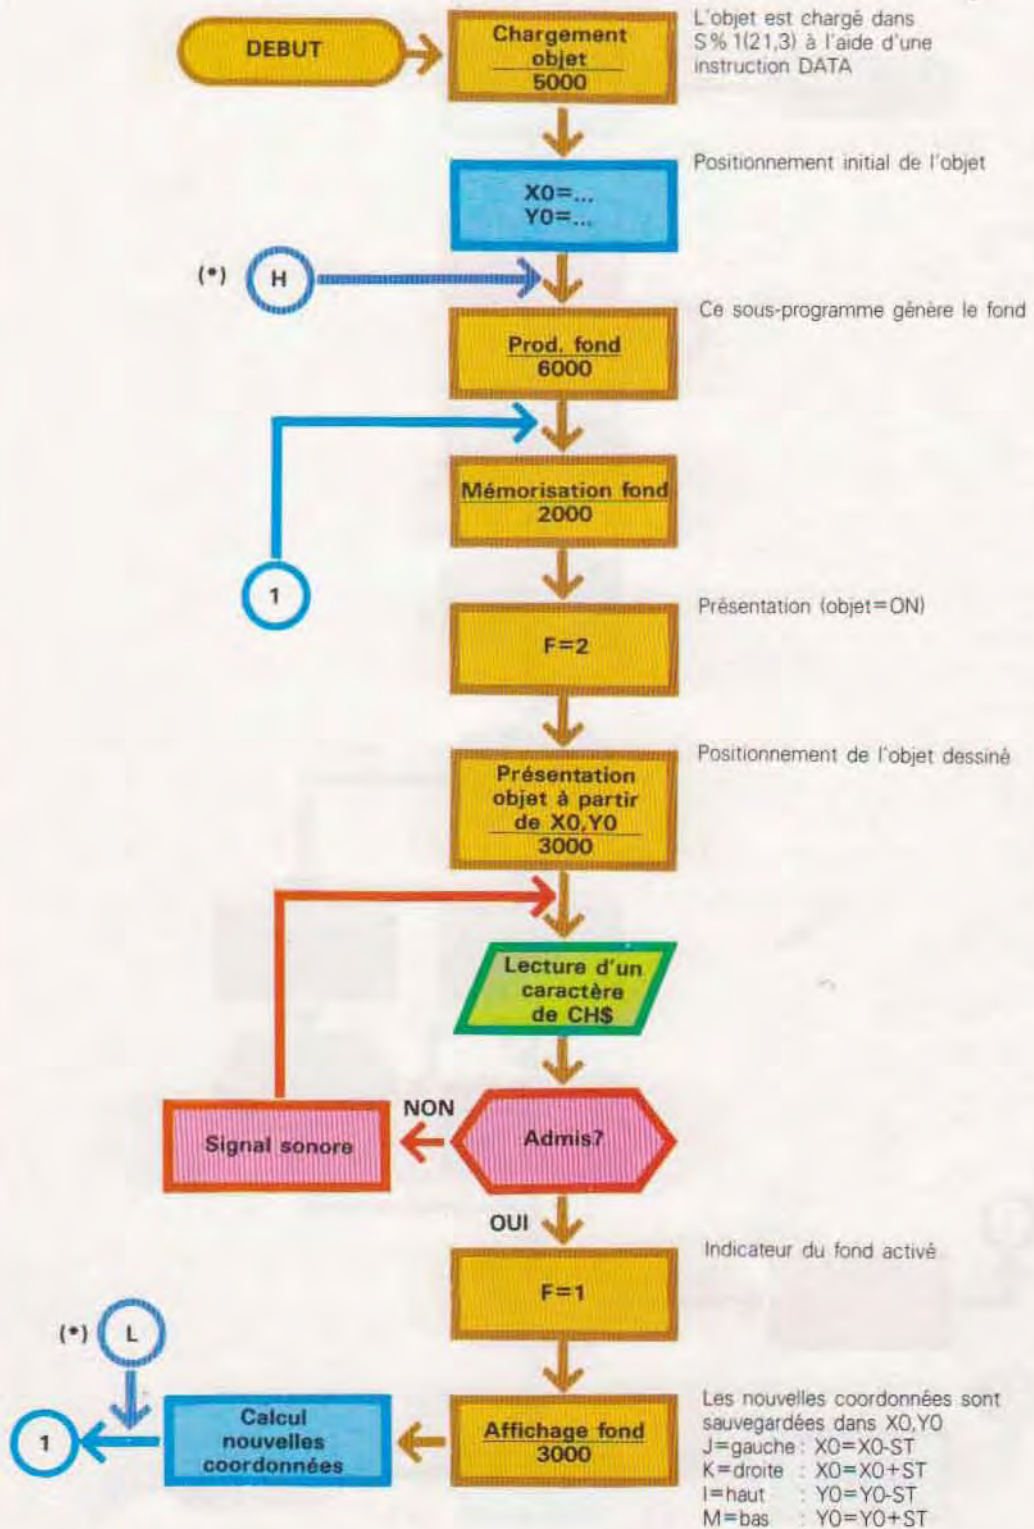 DEBUT
Chargement
objet
5000
L'objet est chargé dans
S%1(21,3) à l'aide d'une
instruction DATA
X0=...
Y0=...
Positionnement initial de l'objet
(*) H
Prod. fond
6000
Ce sous-programme génère le fond
Mémorisation fond
2000
1
F=2
Présentation (objet=ON)
Présentation
objet à partir
de X0,Y0
3000
Positionnement de l'objet dessiné
Lecture d'un
caractère
de CH$
Signal sonore
NON
Admis?
OUI
F=1
Indicateur du fond activé
(*) L
1
Calcul
nouvelles
coordonnées
Affichage fond
3000
Les nouvelles coordonnées sont
sauvegardées dans X0,Y0
J=gauche : X0=X0-ST
K=droite : X0=X0+ST
I=haut : Y0=Y0-ST
M=bas : Y0=Y0+ST